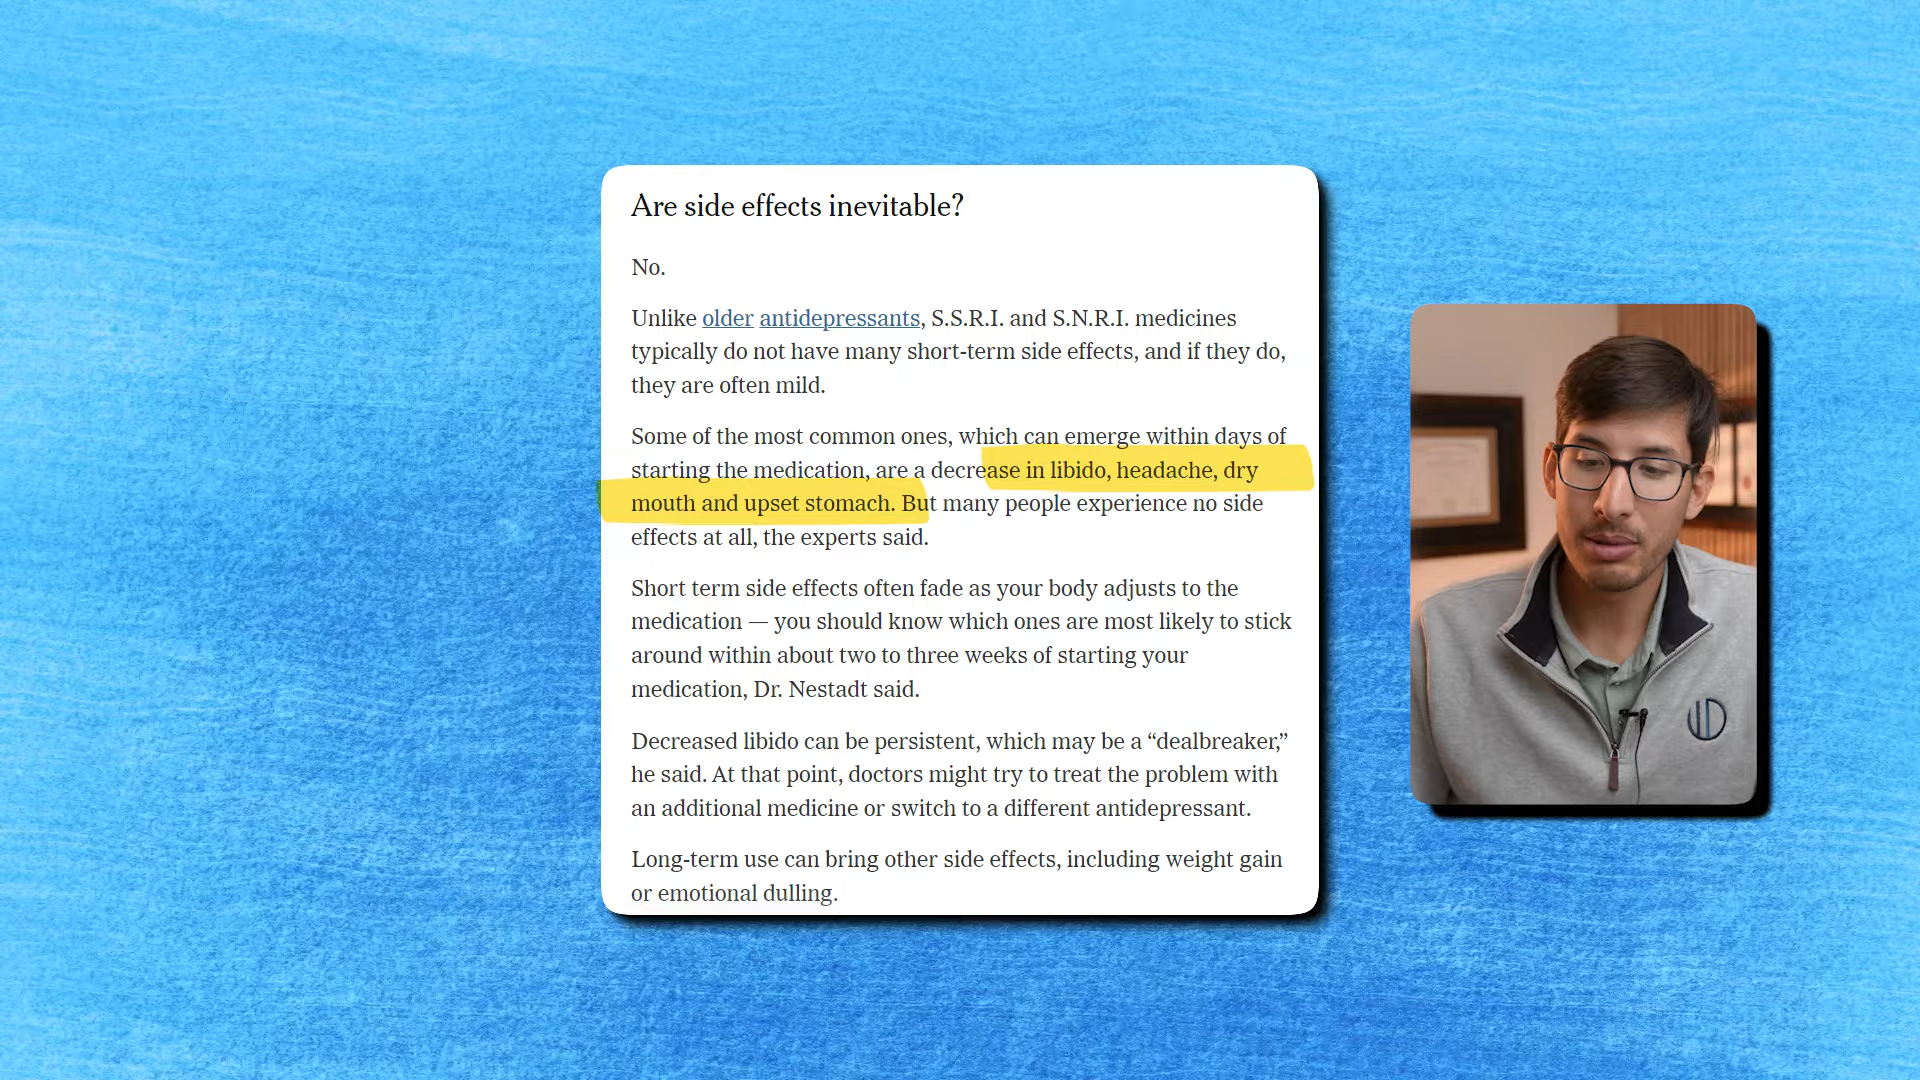 Are side effects inevitable?
No.
Unlike older antidepressants, S.S.R.I. and S.N.R.I. medicines
typically do not have many short-term side effects, and if they do,
they are often mild.
Some of the most common ones, which can emerge within days of
starting the medication, are a decrease in libido, headache, dry
mouth and upset stomach. But many people experience no side
effects at all, the experts said.
Short term side effects often fade as your body adjusts to the
medication — you should know which ones are most likely to stick
around within about two to three weeks of starting your
medication, Dr. Nestadt said.
Decreased libido can be persistent, which may be a “dealbreaker,”
he said. At that point, doctors might try to treat the problem with
an additional medicine or switch to a different antidepressant.
Long-term use can bring other side effects, including weight gain
or emotional dulling.